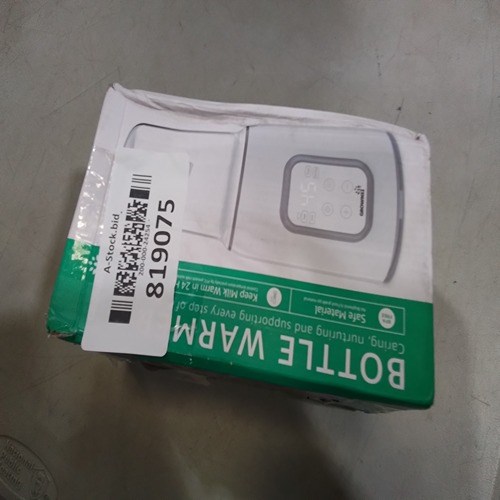 A-Stock.bid
819075
BOTTLE WARM
Caring, nurturing and supporting every step of
Safe Material
Keep Milk Warm in 24 H
45